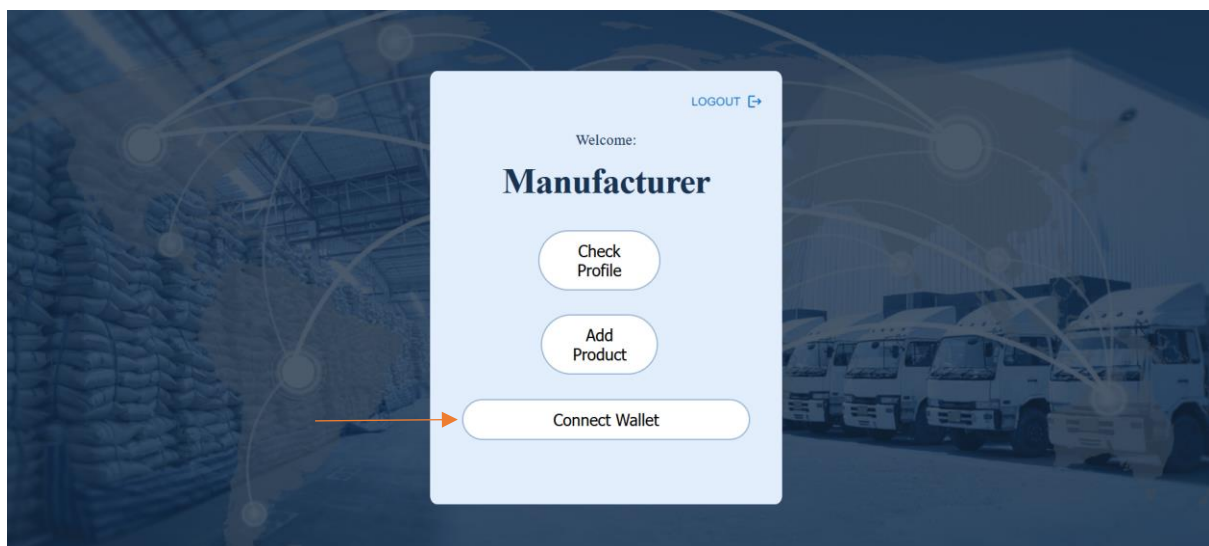 LOGOUT
Welcome:
Manufacturer
Check
Profile
Add
Product
Connect Wallet